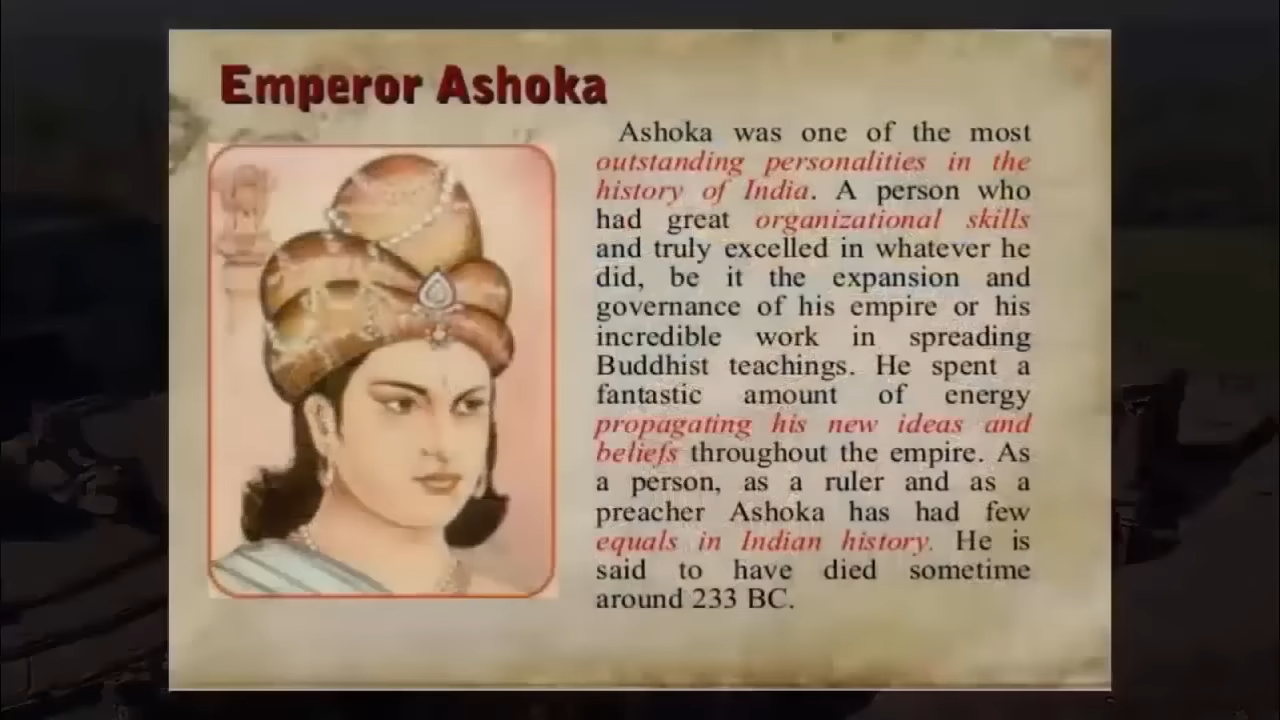 Emperor Ashoka
Ashoka was one of the most
outstanding personalities in the
history of India. A person who
had great organizational skills
and truly excelled in whatever he
did, be it the expansion and
governance of his empire or his
incredible work in spreading
Buddhist teachings. He spent a
fantastic amount of energy
propagating his new ideas and
beliefs throughout the empire. As
a person, as a ruler and as a
preacher Ashoka has had few
equals in Indian history. He is
said to have died sometime
around 233 BC.